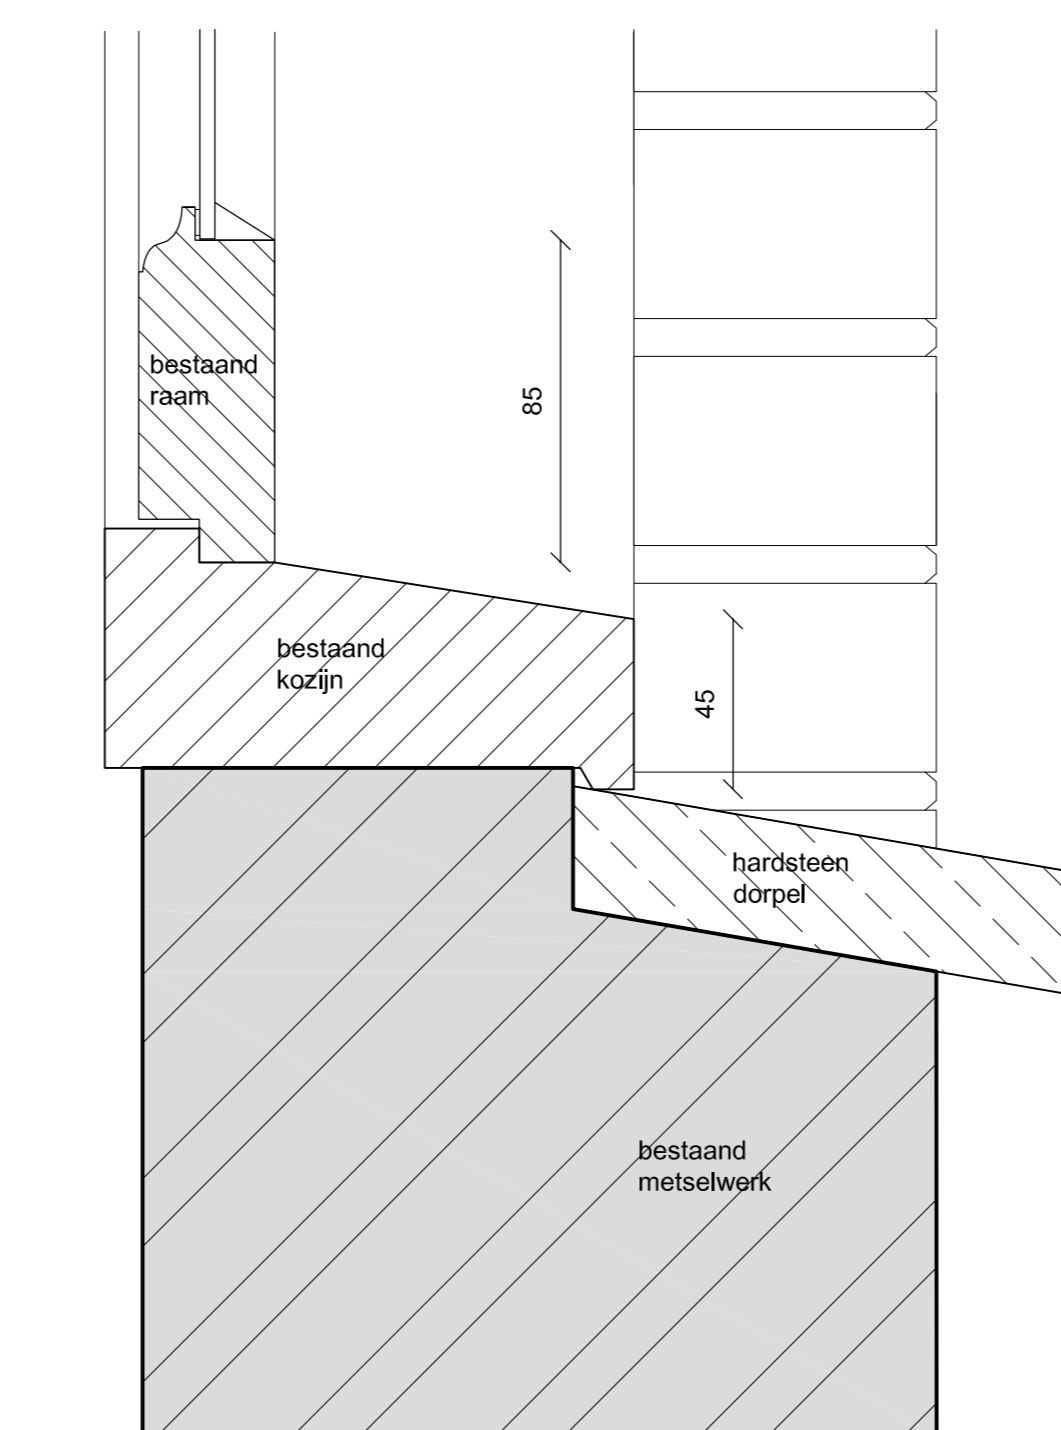 bestaand
raam
85
bestaand
kozijn
45
hardsteen
dorpel
bestaand
metselwerk